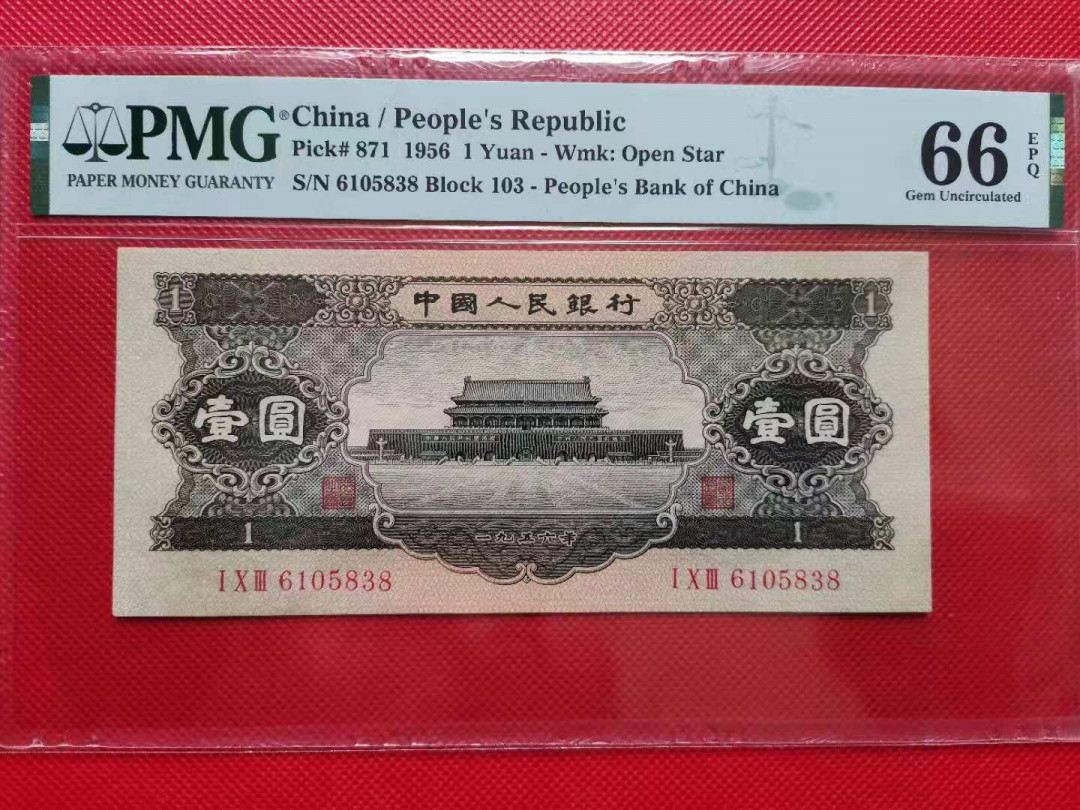 PMG® China / People's Republic
Pick# 871 1956 1 Yuan - Wmk: Open Star
PAPER MONEY GUARANTY S/N 6105838 Block 103 - People's Bank of China
66 EPQ
Gem Uncirculated
1 中國人民銀行 1
壹圓 壹圓
1 1
一九五六年
I X III 6105838 I X III 6105838